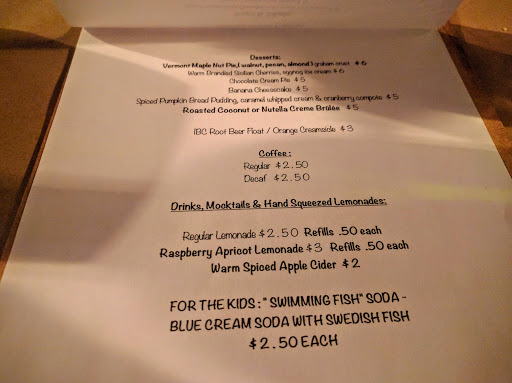 Desserts:
Vermont Maple Nut Pie,( walnut, pecan, almond ) graham crust $ 6
Warm Brandied Sicilian Cherries, eggnog ice cream $ 6
Chocolate Cream Pie $ 5
Banana Cheesecake $ 5
Spiced Pumpkin Bread Pudding, caramel whipped cream & cranberry compote $ 5
Roasted Coconut or Nutella Creme Brûlée $ 5
IBC Root Beer Float / Orange Creamside $ 3
Coffee :
Regular $ 2.50
Decaf $ 2.50
Drinks, Mocktails & Hand Squeezed Lemonades:
Regular Lemonade $ 2.50 Refills .50 each
Raspberry Apricot Lemonade $ 3 Refills .50 each
Warm Spiced Apple Cider $ 2
FOR THE KIDS : " SWIMMING FISH" SODA -
BLUE CREAM SODA WITH SWEDISH FISH
$ 2.50 EACH